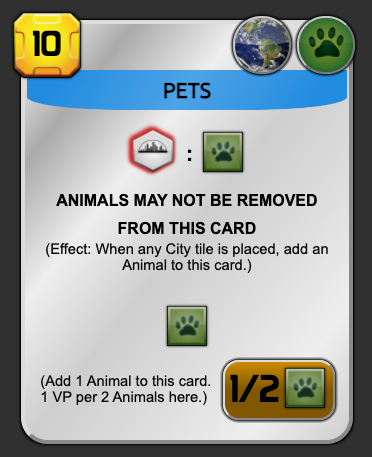 10
PETS
:
ANIMALS MAY NOT BE REMOVED
FROM THIS CARD
(Effect: When any City tile is placed, add an
Animal to this card.)
(Add 1 Animal to this card.
1 VP per 2 Animals here.)
1/2